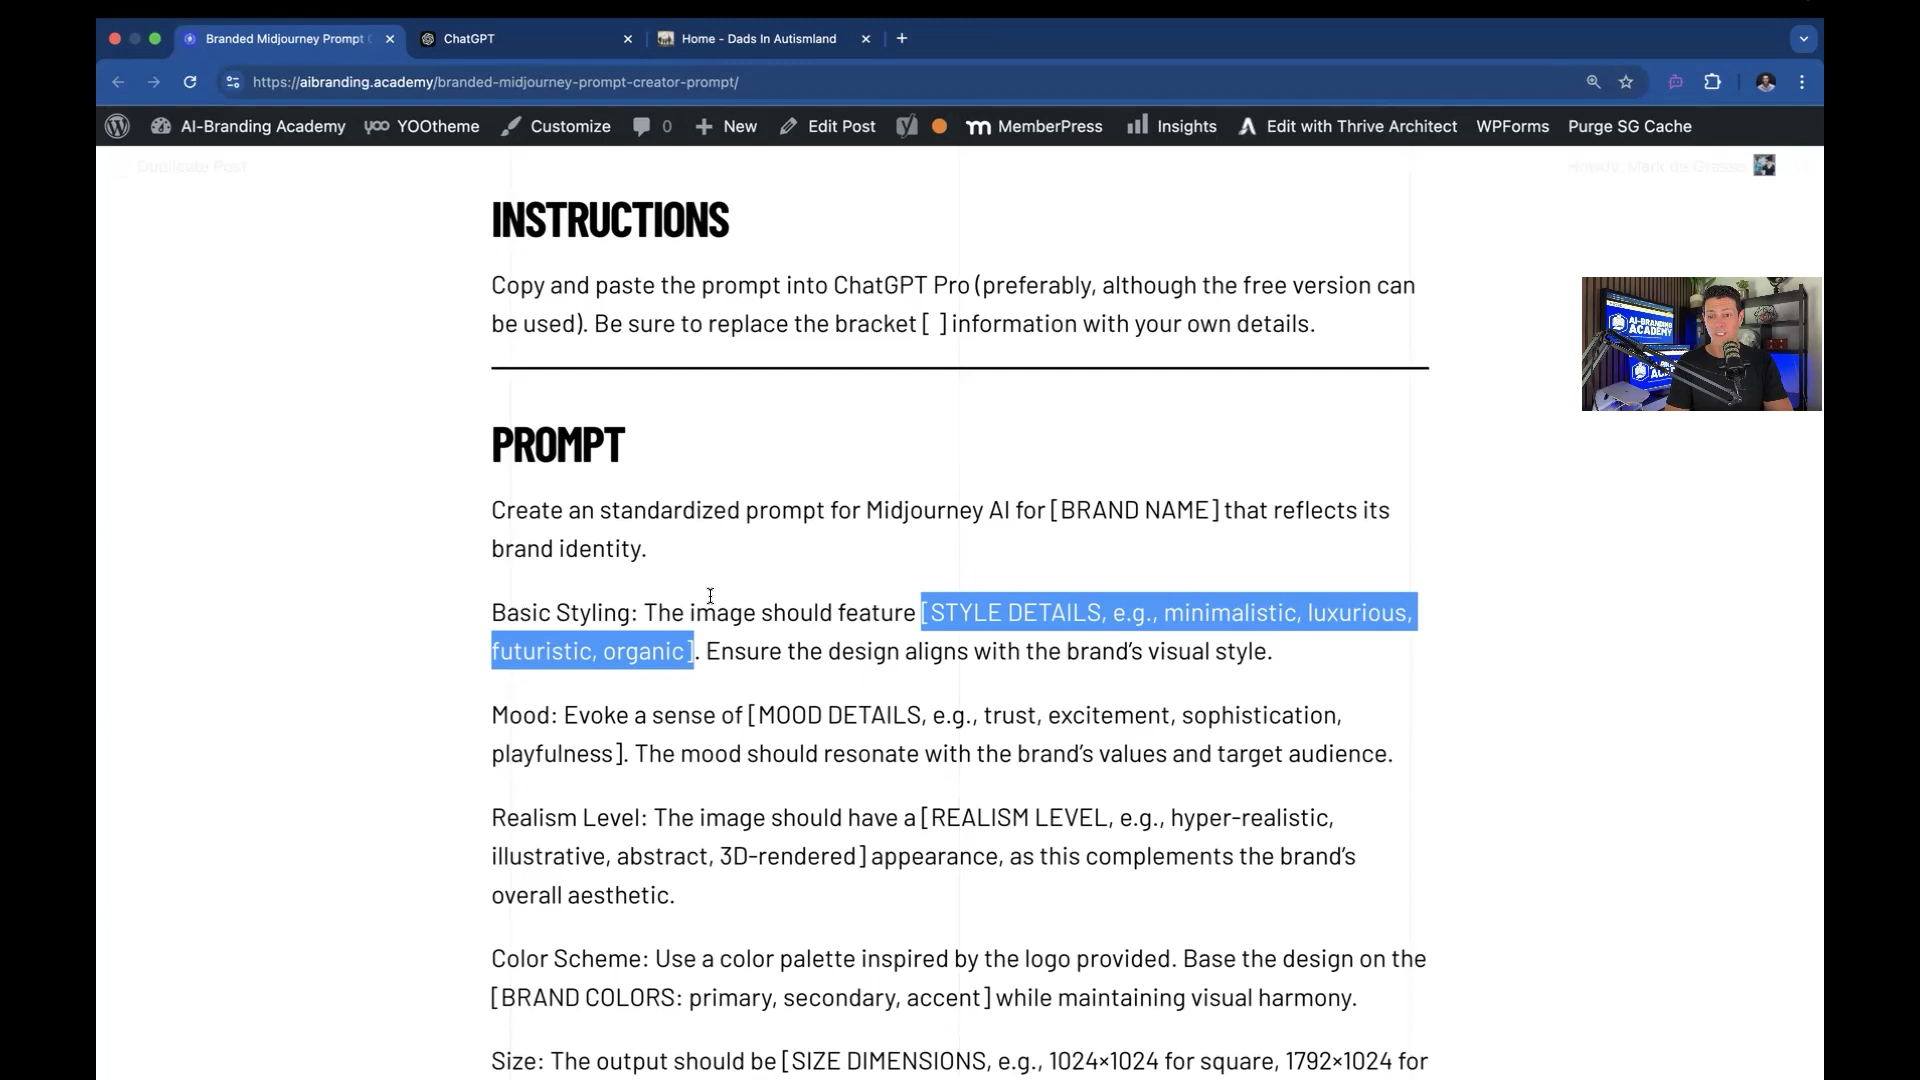 Branded Midjourney Prompt C
ChatGPT
Home - Dads In Autismland
https://aibranding.academy/branded-midjourney-prompt-creator-prompt/
AI-Branding Academy YOOtheme Customize 0 New Edit Post MemberPress Insights Edit with Thrive Architect WPForms Purge SG Cache
Duplicate Post
Howdy, Mark de Grasse
INSTRUCTIONS
Copy and paste the prompt into ChatGPT Pro (preferably, although the free version can
be used). Be sure to replace the bracket [ ] information with your own details.
AI-BRANDING
ACADEMY
PROMPT
Create an standardized prompt for Midjourney AI for [BRAND NAME] that reflects its
brand identity.
Basic Styling: The image should feature [STYLE DETAILS, e.g., minimalistic, luxurious,
futuristic, organic]. Ensure the design aligns with the brand’s visual style.
Mood: Evoke a sense of [MOOD DETAILS, e.g., trust, excitement, sophistication,
playfulness]. The mood should resonate with the brand’s values and target audience.
Realism Level: The image should have a [REALISM LEVEL, e.g., hyper-realistic,
illustrative, abstract, 3D-rendered] appearance, as this complements the brand’s
overall aesthetic.
Color Scheme: Use a color palette inspired by the logo provided. Base the design on the
[BRAND COLORS: primary, secondary, accent] while maintaining visual harmony.
Size: The output should be [SIZE DIMENSIONS, e.g., 1024×1024 for square, 1792×1024 for